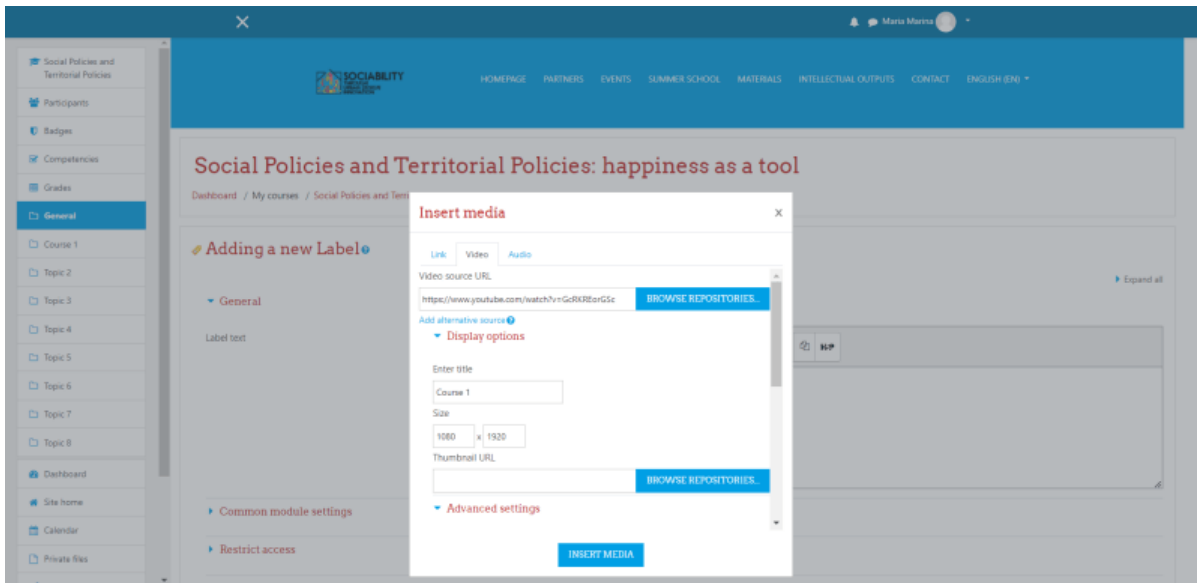 Maria Marina
Social Policies and
Territorial Policies
Participants
Badges
Competencies
Grades
General
Course 1
Topic 2
Topic 3
Topic 4
Topic 5
Topic 6
Topic 7
Topic 8
Dashboard
Site home
Calendar
Private files
SOCIABILITY
HOMEPAGE PARTNERS EVENTS SUMMER SCHOOL MATERIALS INTELLECTUAL OUTPUTS CONTACT ENGLISH (EN)
Social Policies and Territorial Policies: happiness as a tool
Dashboard / My courses / Social Policies and
Adding a new Label
Expand all
General
Label text
H-P
Common module settings
Restrict access
Insert media
x
Link Video Audio
Video source URL
https://www.youtube.com/watch?v=GcRKREorGSc BROWSE REPOSITORIES...
Add alternative source
Display options
Enter title
Course 1
Size
1080 x 1920
Thumbnail URL
BROWSE REPOSITORIES...
Advanced settings
INSERT MEDIA